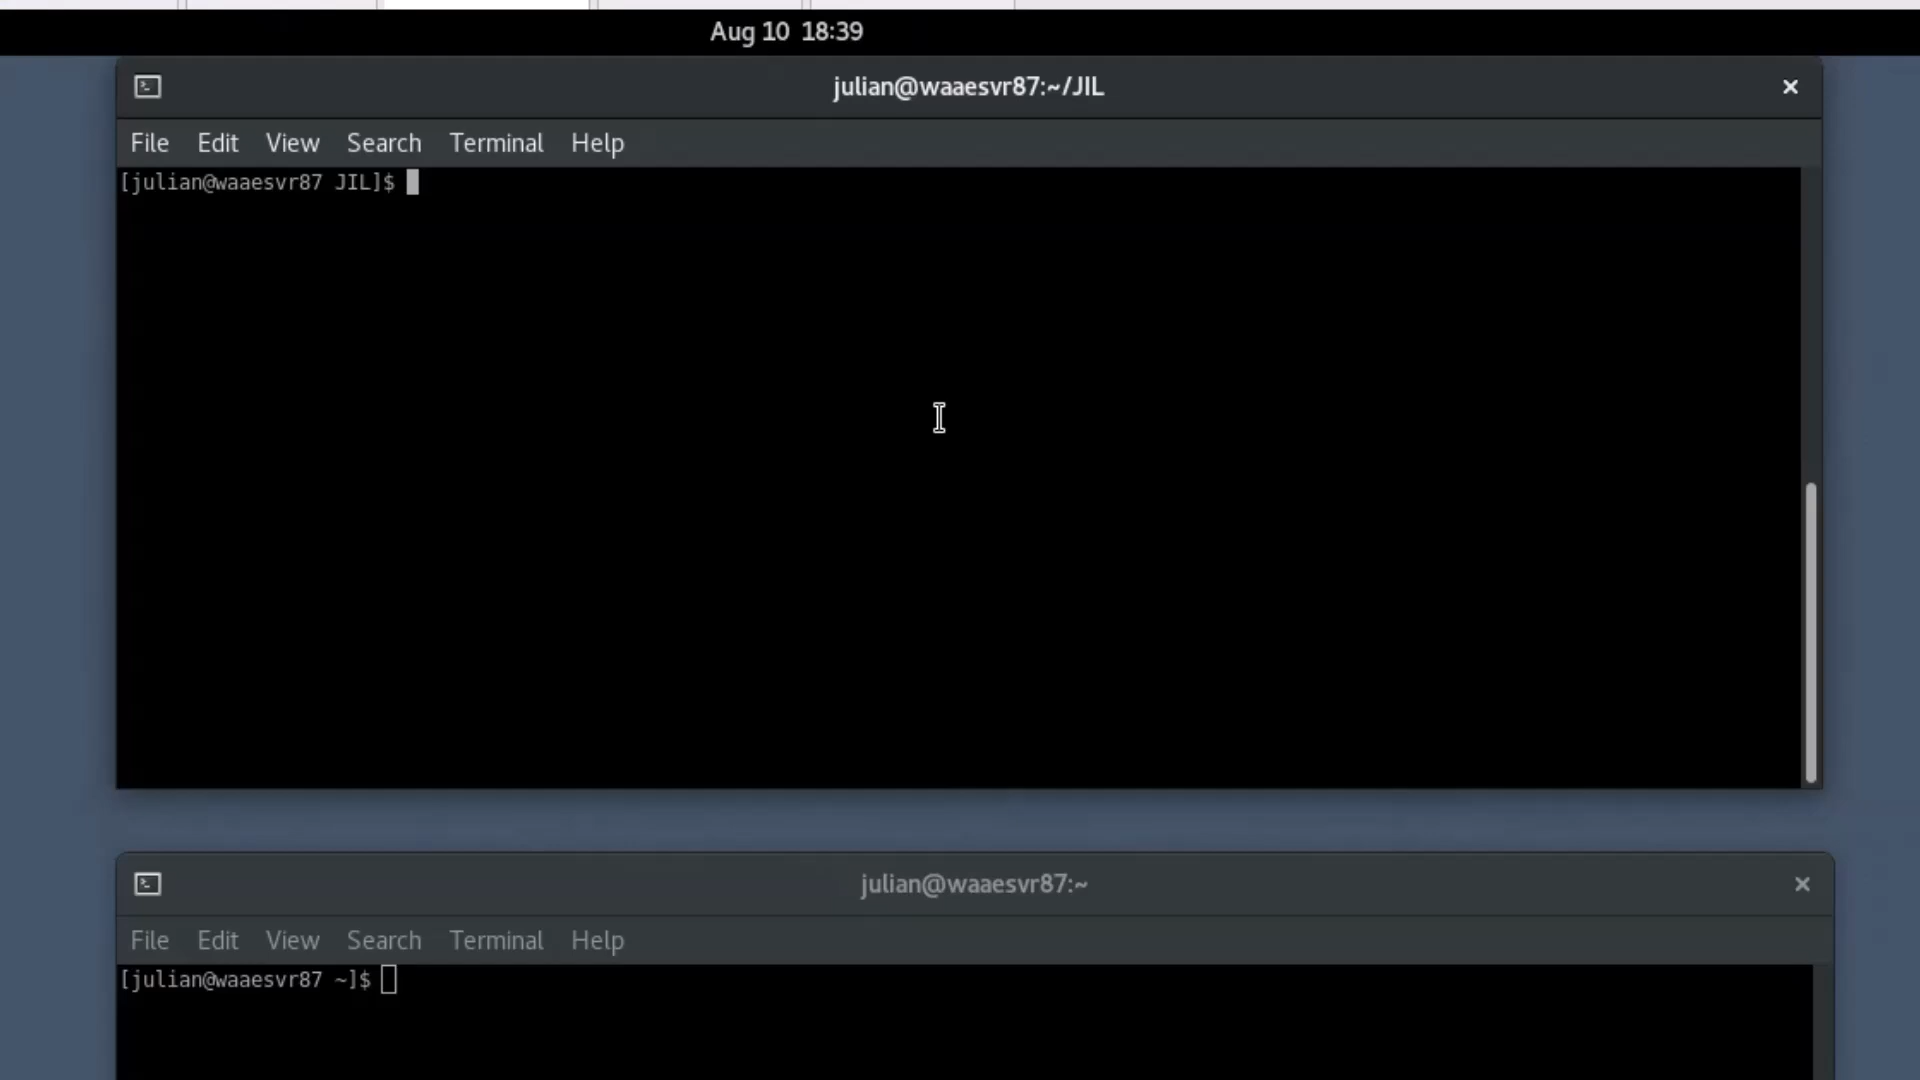 Aug 10 18:39
julian@waaesvr87:~/JIL
File Edit View Search Terminal Help
[julian@waaesvr87 JIL]$
julian@waaesvr87:~
File Edit View Search Terminal Help
[julian@waaesvr87 ~]$